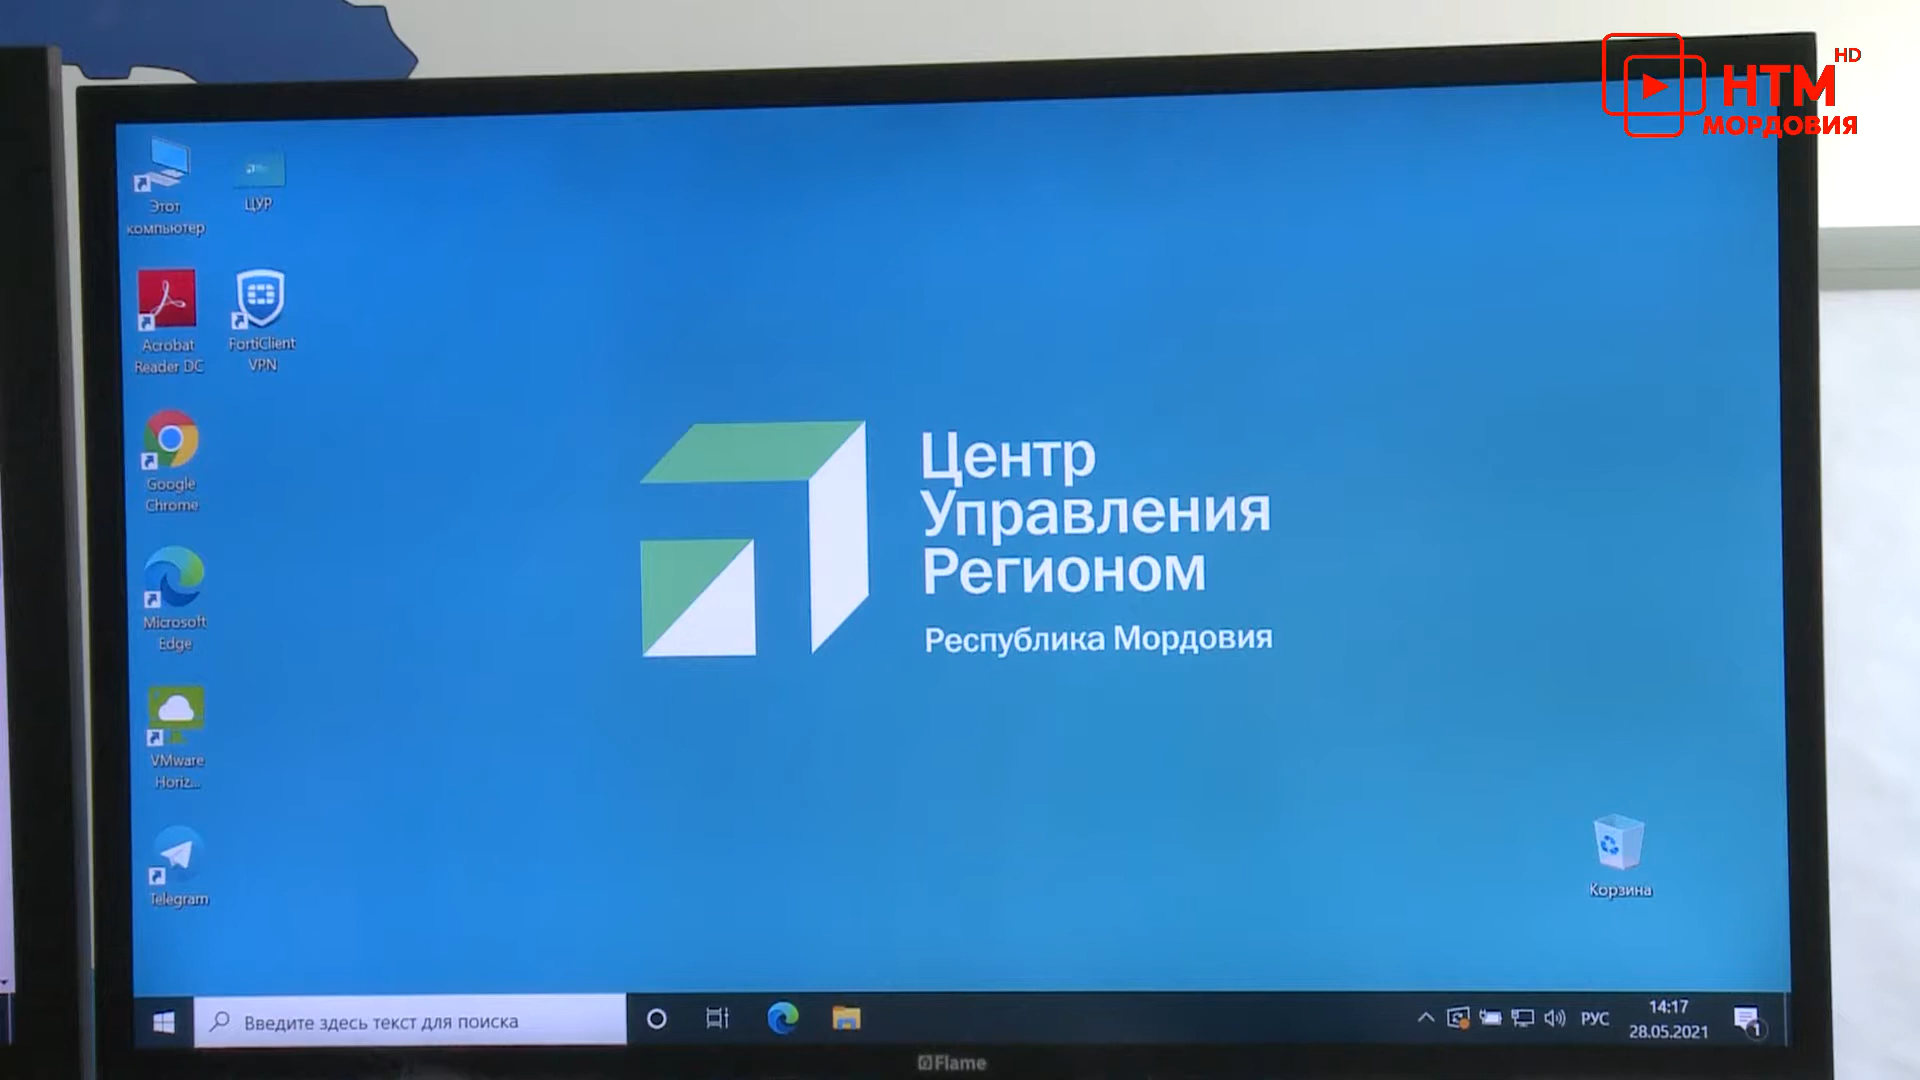 HD
НТМ
МОРДОВИЯ
Этот
компьютер
ЦУР
Acrobat
Reader DC
FortiClient
VPN
Google
Chrome
Microsoft
Edge
VMware
Horiz...
Telegram
Центр
Управления
Регионом
Республика Мордовия
Корзина
Введите здесь текст для поиска
РУС
14:17
28.05.2021
1
Flame